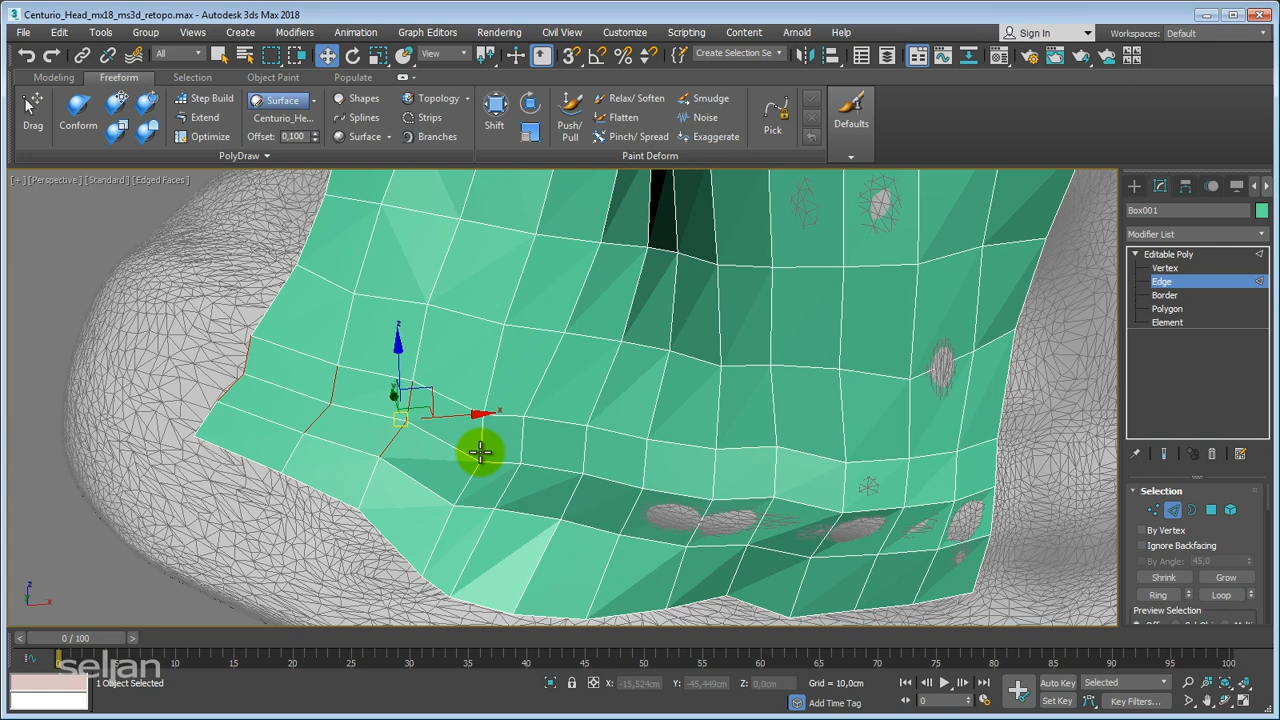 Centurio_Head_mx18_ms3d_retopo.max - Autodesk 3ds Max 2018
File Edit Tools Group Views Create Modifiers Animation Graph Editors Rendering Civil View Customize Scripting Content Arnold Help Sign In Workspaces: Default
All View Create Selection Se
Modeling Freeform Selection Object Paint Populate
Step Build Surface Shapes Topology Relax/ Soften Smudge
Drag Conform Extend Centurio_He... Splines Strips Shift Push/ Pull Flatten Noise Pick Defaults
Optimize Offset: 0,100 Surface Branches Pinch/ Spread Exaggerate
PolyDraw Paint Deform
[+] [Perspective] [Standard] [Edged Faces]
Box001
Modifier List
Editable Poly
Vertex
Edge
Border
Polygon
Element
Selection
By Vertex
Ignore Backfacing
By Angle: 45,0
Shrink Grow
Ring Loop
Preview Selection
z
x
y
z
x
0 / 100
0 10 15 20 25 30 35 40 45 50 55 60 65 70 75 80 85 90 95 100
seljan
1 Object Selected X: -15,524cm Y: -45,449cm Z: 0,0cm Grid = 10,0cm Auto Key Selected
Add Time Tag 0 Set Key Key Filters...